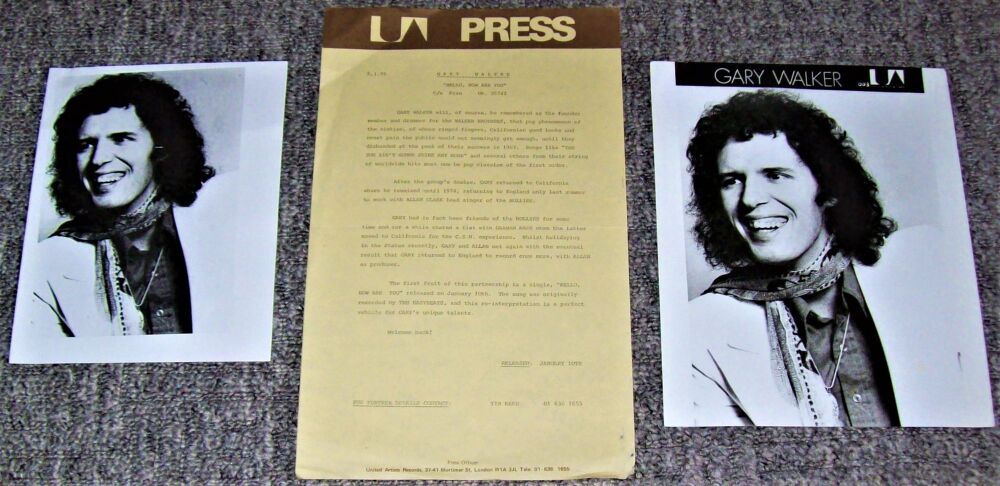 UA PRESS
GARY WALKER
"HELLO, HOW ARE YOU"
c/w Fran UP. 35742
GARY WALKER will, of course, be remembered as the founder
member and drummer for the WALKER BROTHERS, that pop phenomenon of
the sixties, of whose ringed fingers, Californian good looks and
sweet pain the public could not seemingly get enough, until they
disbanded at the peak of their success in 1967. Songs like "THE
SUN AIN'T GONNA SHINE ANY MORE" and several others from their string
of worldwide hits must now be pop classics of the first order.
After the group's demise, GARY returned to California
where he remained until 1974, returning to England only last summer
to work with ALLAN CLARK lead singer of the HOLLIES.
GARY had in fact been friends of the HOLLIES for some
time and for a while shared a flat with GRAHAM NASH when the latter
moved to California for the C.S.N. experience. Whilst holidaying
in the States recently, GARY and ALLAN met again with the eventual
result that GARY returned to England to record once more, with ALLAN
as producer.
The first fruit of this partnership is a single, "HELLO,
HOW ARE YOU" released on January 10th. The song was originally
recorded by THE EASYBEATS, and this re-interpretation is a perfect
vehicle for GARY's unique talents.
Welcome back!
RELEASED: JANUARY 10TH
FOR FURTHER DETAILS CONTACT: 01 636 1655
Press Officer
United Artists Records, 37-41 Mortimer St, London W1A 3JL Tele: 01-636 1655
GARY WALKER UA